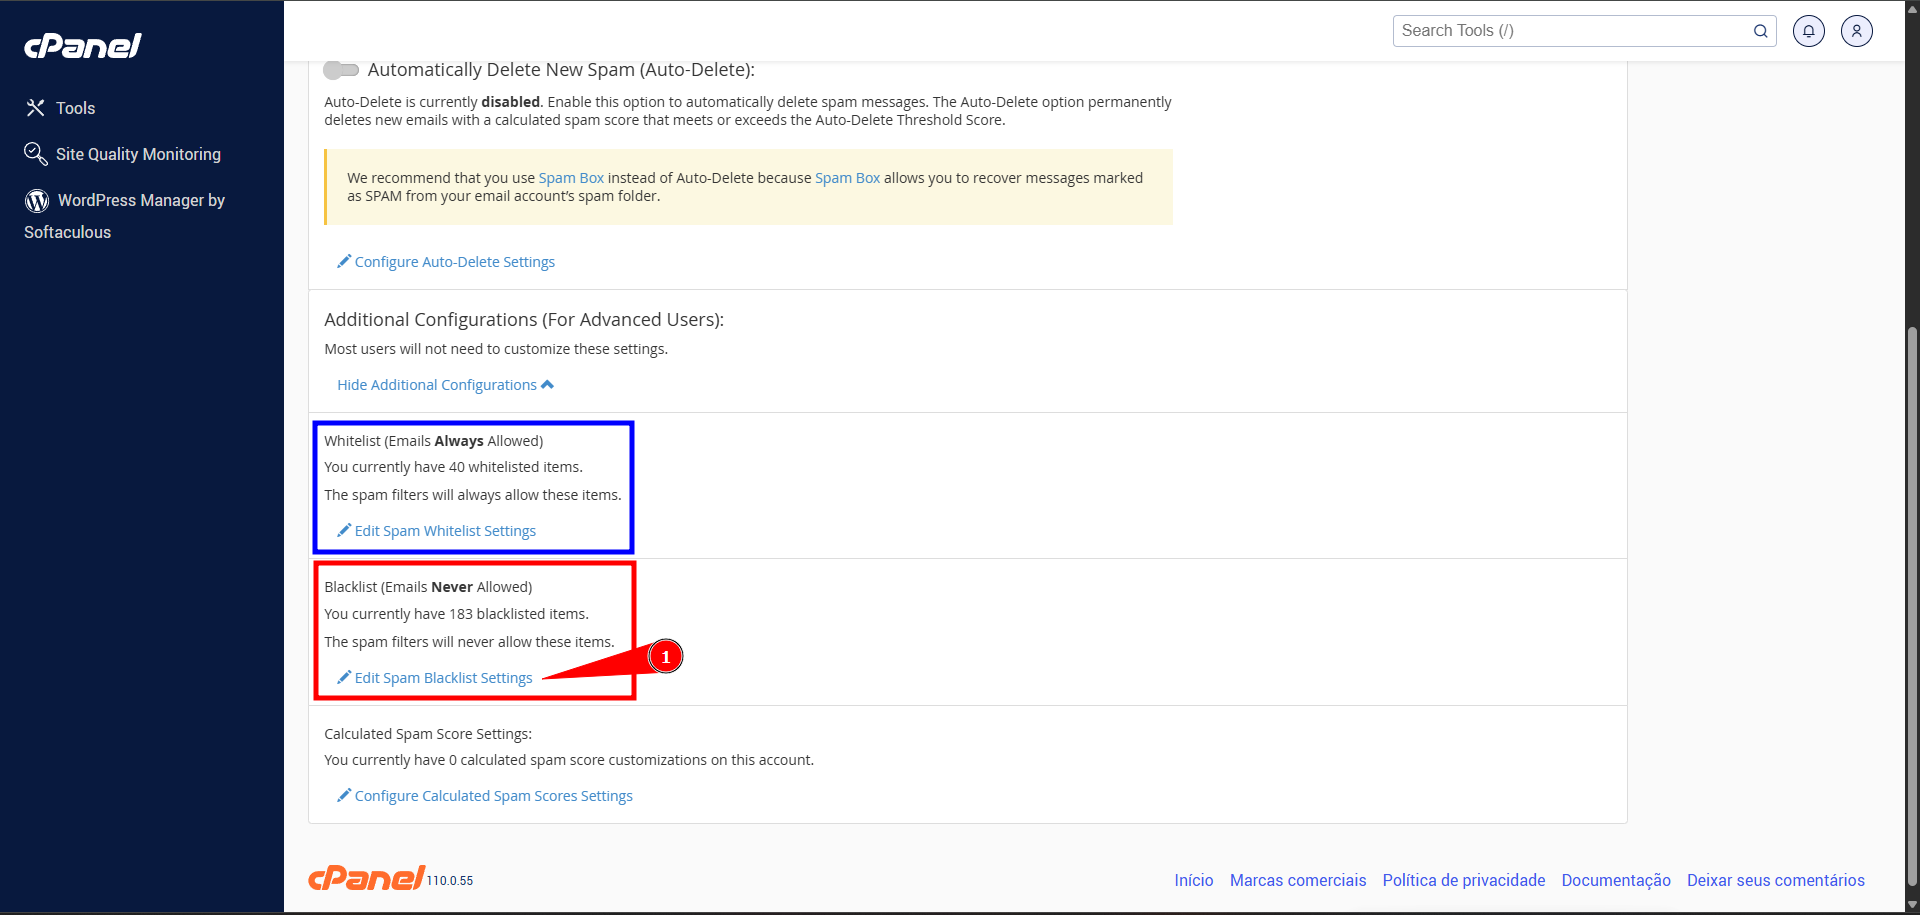 cPanel
Search Tools (/)
Tools
Site Quality Monitoring
WordPress Manager by
Softaculous
Automatically Delete New Spam (Auto-Delete):
Auto-Delete is currently disabled. Enable this option to automatically delete spam messages. The Auto-Delete option permanently
deletes new emails with a calculated spam score that meets or exceeds the Auto-Delete Threshold Score.
We recommend that you use Spam Box instead of Auto-Delete because Spam Box allows you to recover messages marked
as SPAM from your email account's spam folder.
Configure Auto-Delete Settings
Additional Configurations (For Advanced Users):
Most users will not need to customize these settings.
Hide Additional Configurations
Whitelist (Emails Always Allowed)
You currently have 40 whitelisted items.
The spam filters will always allow these items.
Edit Spam Whitelist Settings
Blacklist (Emails Never Allowed)
You currently have 183 blacklisted items.
The spam filters will never allow these items.
1
Edit Spam Blacklist Settings
Calculated Spam Score Settings:
You currently have 0 calculated spam score customizations on this account.
Configure Calculated Spam Scores Settings
cPanel 110.0.55
Início Marcas comerciais Política de privacidade Documentação Deixar seus comentários